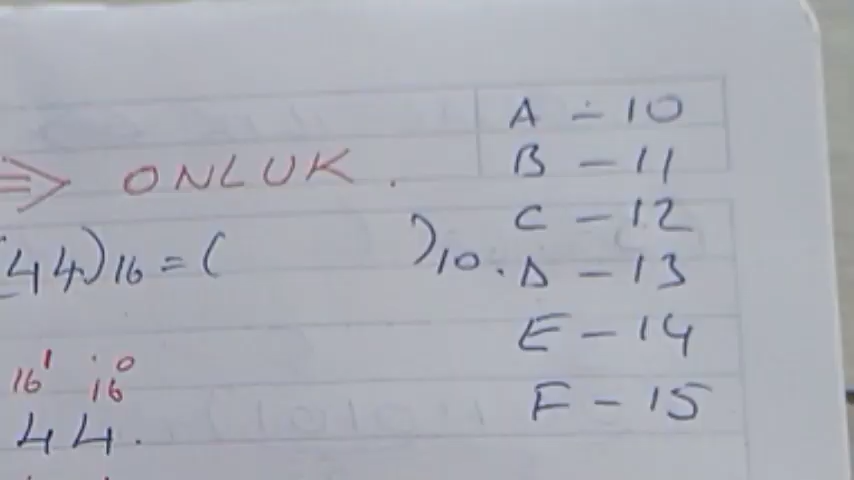 A - 10
⇒ ONLUK. B - 11
C - 12
(44)16 = ( )10. D - 13
E - 14
16¹ 16⁰
F - 15
44.